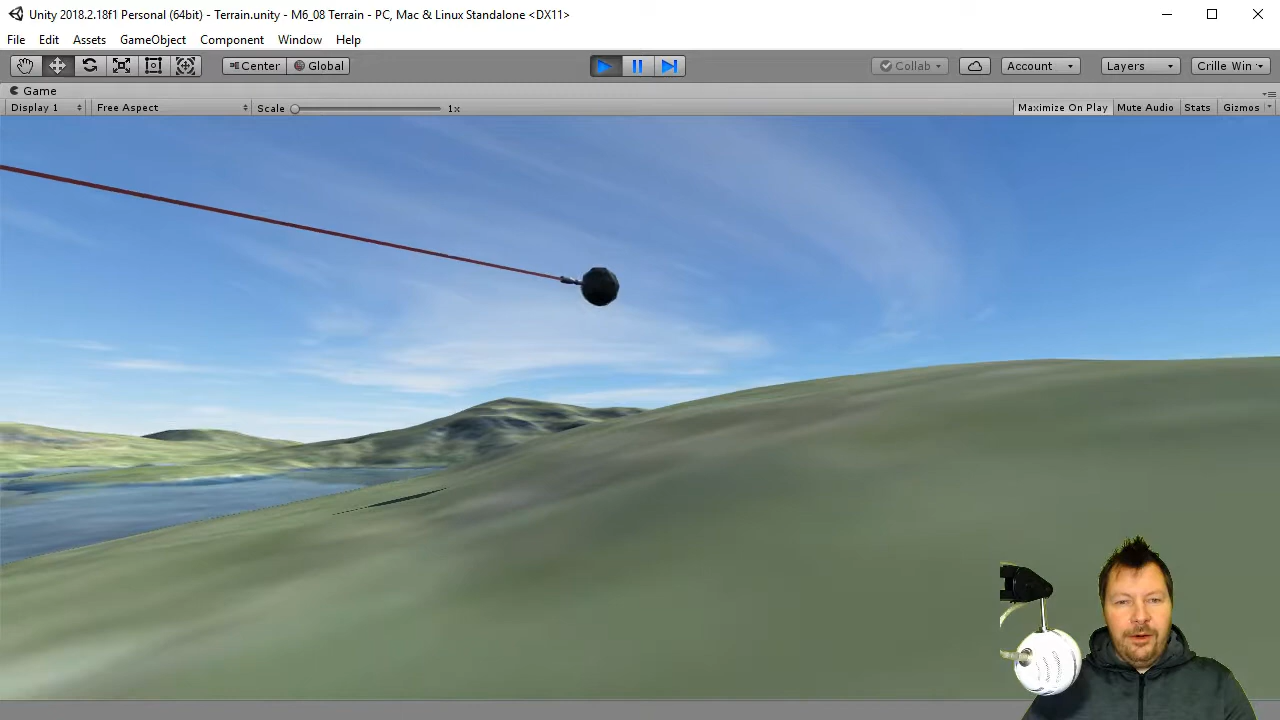 Unity 2018.2.18f1 Personal (64bit) - Terrain.unity - M6_08 Terrain - PC, Mac & Linux Standalone <DX11>
File Edit Assets GameObject Component Window Help
Center Global Collab Account Layers Crille Win
Game
Display 1 Free Aspect Scale 1x Maximize On Play Mute Audio Stats Gizmos